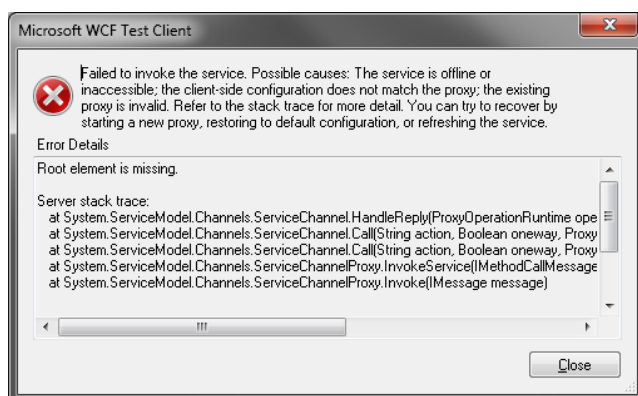 Microsoft WCF Test Client
Failed to invoke the service. Possible causes: The service is offline or
inaccessible; the client-side configuration does not match the proxy; the existing
proxy is invalid. Refer to the stack trace for more detail. You can try to recover by
starting a new proxy, restoring to default configuration, or refreshing the service.
Error Details
Root element is missing.
Server stack trace:
at System.ServiceModel.Channels.ServiceChannel.HandleReply(ProxyOperationRuntime ope
at System.ServiceModel.Channels.ServiceChannel.Call(String action, Boolean oneway, Proxy
at System.ServiceModel.Channels.ServiceChannel.Call(String action, Boolean oneway, Proxy
at System.ServiceModel.Channels.ServiceChannelProxy.InvokeService(IMethodCallMessage
at System.ServiceModel.Channels.ServiceChannelProxy.Invoke(IMessage message)
Close